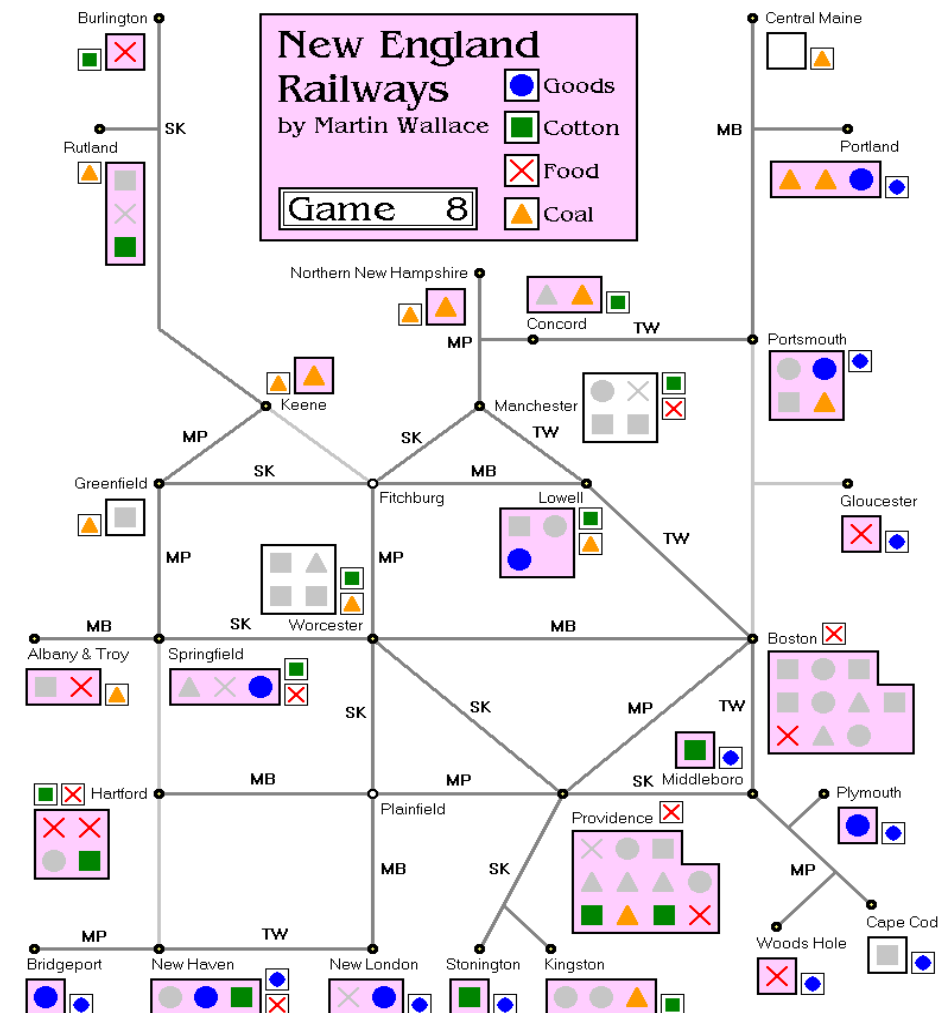 Burlington
Central Maine
New England
Railways
by Martin Wallace
Goods
Cotton
Food
Coal
Game 8
SK
MB
Rutland
Portland
Northern New Hampshire
Concord
TW
MP
Portsmouth
Keene
Manchester
MP
SK
TW
Greenfield
SK
Fitchburg
MB
Lowell
Gloucester
MP
MP
TW
MB
SK
Worcester
MB
Boston
Albany & Troy
Springfield
SK
SK
MP
TW
Hartford
MB
MP
SK
Middleboro
Plymouth
Plainfield
Providence
MB
SK
MP
MP
TW
Cape Cod
Woods Hole
Bridgeport
New Haven
New London
Stonington
Kingston